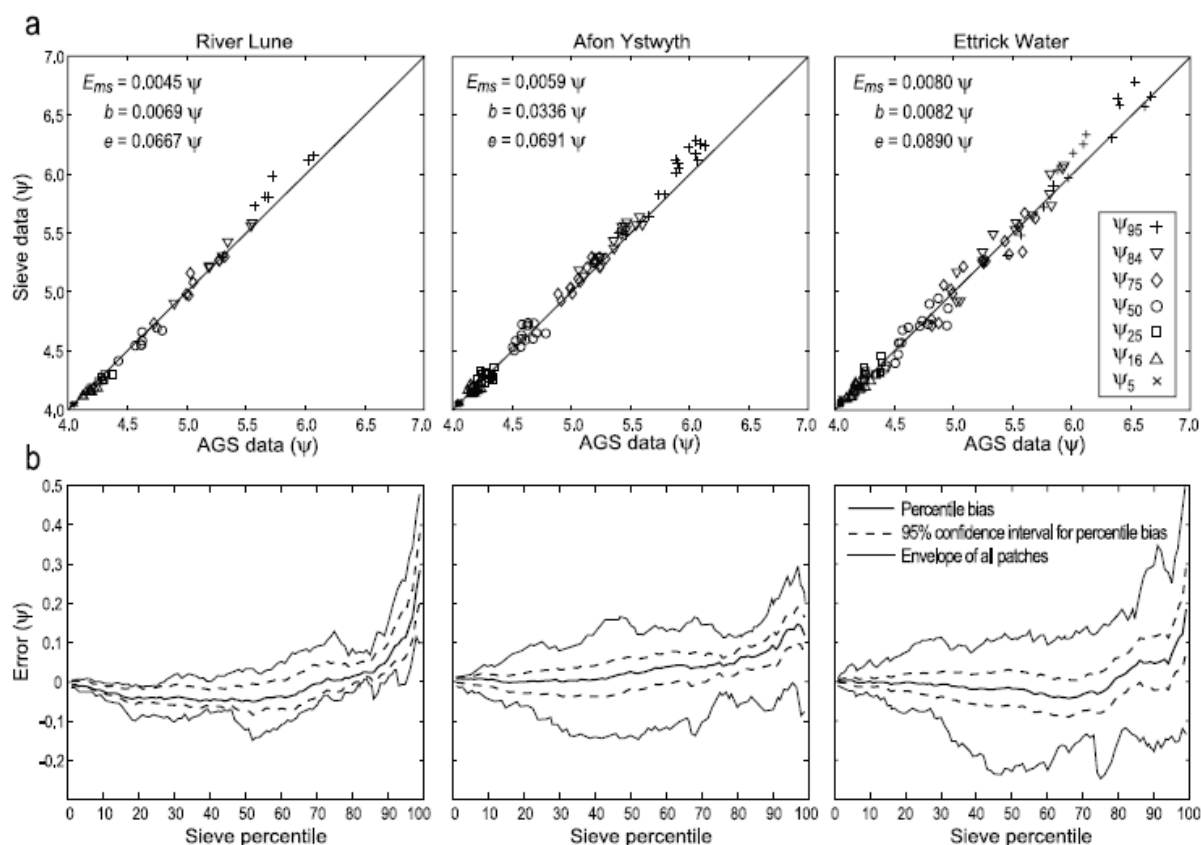 a
River Lune
Afon Ystwyth
Ettrick Water
Sieve data (ψ)
7.0
6.5
6.0
5.5
5.0
4.5
4.0
E_ms = 0.0045 ψ
b = 0.0069 ψ
e = 0.0667 ψ
E_ms = 0.0059 ψ
b = 0.0336 ψ
e = 0.0691 ψ
E_ms = 0.0080 ψ
b = 0.0082 ψ
e = 0.0890 ψ
ψ95
ψ84
ψ75
ψ50
ψ25
ψ16
ψ5
4.0 4.5 5.0 5.5 6.0 6.5 7.0
4.0 4.5 5.0 5.5 6.0 6.5 7.0
4.0 4.5 5.0 5.5 6.0 6.5 7.0
AGS data (ψ)
AGS data (ψ)
AGS data (ψ)
b
Error (ψ)
0.5
0.4
0.3
0.2
0.1
0
-0.1
-0.2
Percentile bias
95% confidence interval for percentile bias
Envelope of all patches
0 10 20 30 40 50 60 70 80 90 100
0 10 20 30 40 50 60 70 80 90 100
0 10 20 30 40 50 60 70 80 90 100
Sieve percentile
Sieve percentile
Sieve percentile